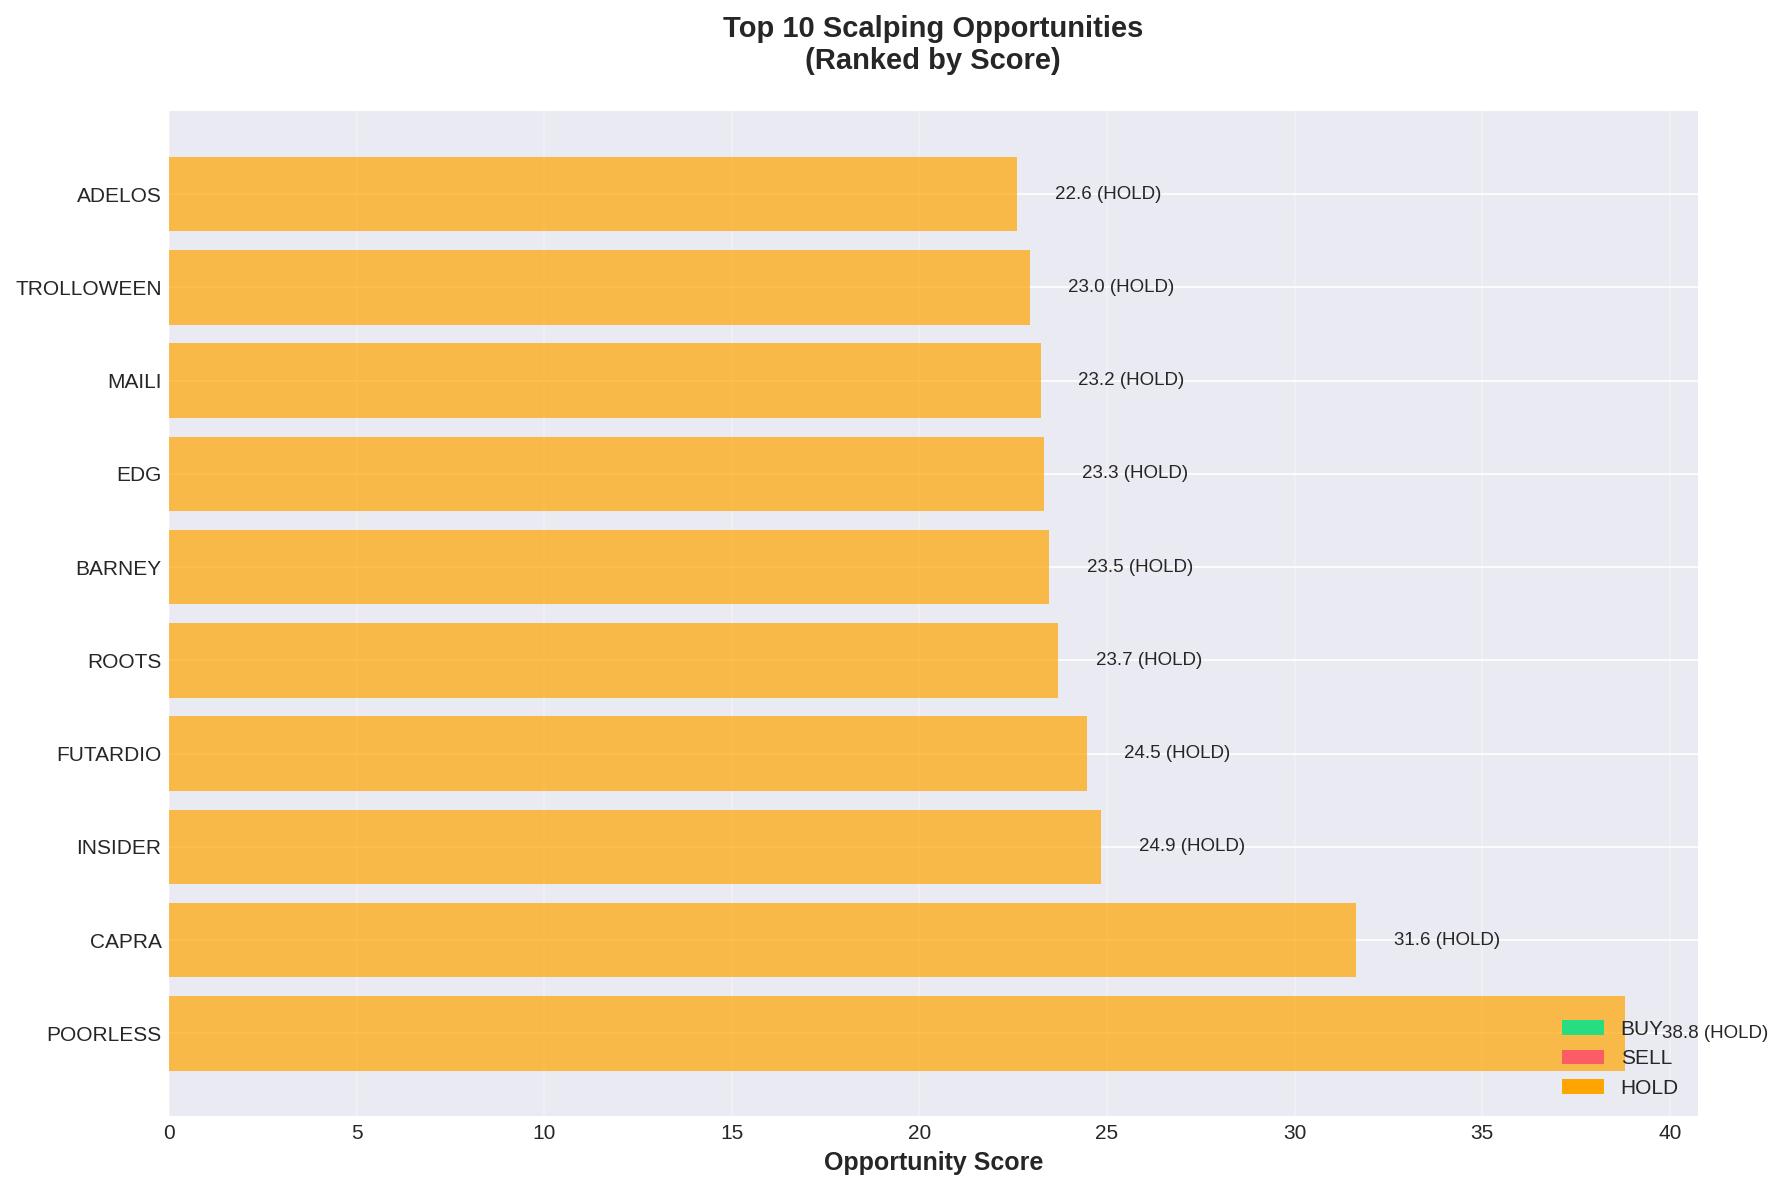 Top 10 Scalping Opportunities
(Ranked by Score)
ADELOS 22.6 (HOLD)
TROLLOWEEN 23.0 (HOLD)
MAILI 23.2 (HOLD)
EDG 23.3 (HOLD)
BARNEY 23.5 (HOLD)
ROOTS 23.7 (HOLD)
FUTARDIO 24.5 (HOLD)
INSIDER 24.9 (HOLD)
CAPRA 31.6 (HOLD)
POORLESS 38.8 (HOLD)
BUY
SELL
HOLD
0 5 10 15 20 25 30 35 40
Opportunity Score